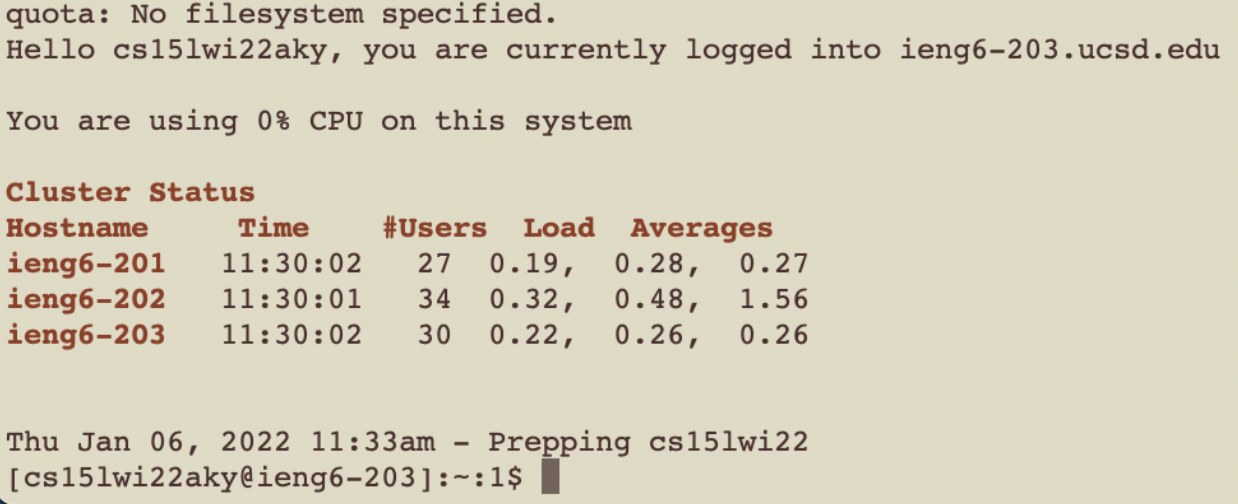 quota: No filesystem specified.
Hello cs15lwi22aky, you are currently logged into ieng6-203.ucsd.edu
You are using 0% CPU on this system
Cluster Status
Hostname Time #Users Load Averages
ieng6-201 11:30:02 27 0.19, 0.28, 0.27
ieng6-202 11:30:01 34 0.32, 0.48, 1.56
ieng6-203 11:30:02 30 0.22, 0.26, 0.26
Thu Jan 06, 2022 11:33am - Prepping cs15lwi22
[cs15lwi22aky@ieng6-203]:~:1$